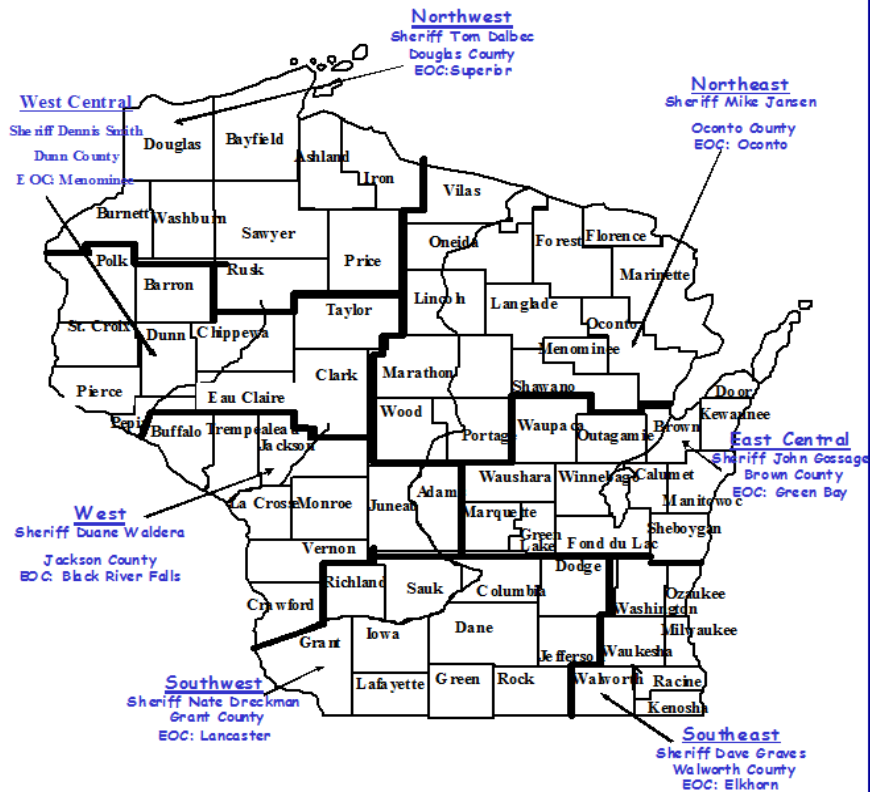 Northwest
Sheriff Tom Dalbec
Douglas County
EOC:Superior
West Central
Sheriff Dennis Smith
Dunn County
EOC: Menominee
Northeast
Sheriff Mike Jansen
Oconto County
EOC: Oconto
Douglas
Bayfield
Ashland
Iron
Vilas
Burnett
Washburn
Sawyer
Price
Oneida
Forest
Florence
Marinette
Polk
Barron
Rusk
Taylor
Lincoln
Langlade
Oconto
St. Croix
Dunn
Chippewa
Clark
Marathon
Menominee
Shawano
Pierce
Pepin
Eau Claire
Buffalo
Trempealea
Jackson
Wood
Portage
Waupaca
Outagamie
Brown
Door
Kewaunee
East Central
Sheriff John Gossage
Brown County
EOC: Green Bay
West
Sheriff Duane Waldera
Jackson County
EOC: Black River Falls
La Crosse
Monroe
Juneau
Adam
Waushara
Winnebago
Calumet
Manitowoc
Marquette
Green
Lake
Fond du Lac
Sheboygan
Vernon
Crawford
Richland
Sauk
Columbia
Dodge
Washington
Ozaukee
Grant
Iowa
Dane
Jefferso
Waukesha
Milwaukee
Lafayette
Green
Rock
Walworth
Racine
Kenosha
Southwest
Sheriff Nate Dreckman
Grant County
EOC: Lancaster
Southeast
Sheriff Dave Graves
Walworth County
EOC: Elkhorn